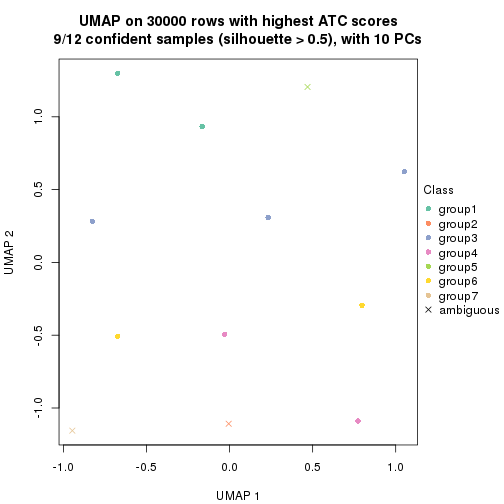 UMAP on 30000 rows with highest ATC scores
9/12 confident samples (silhouette > 0.5), with 10 PCs
UMAP 2
1.0
0.5
0.0
-0.5
-1.0
-1.0 -0.5 0.0 0.5 1.0
UMAP 1
Class
group1
group2
group3
group4
group5
group6
group7
ambiguous